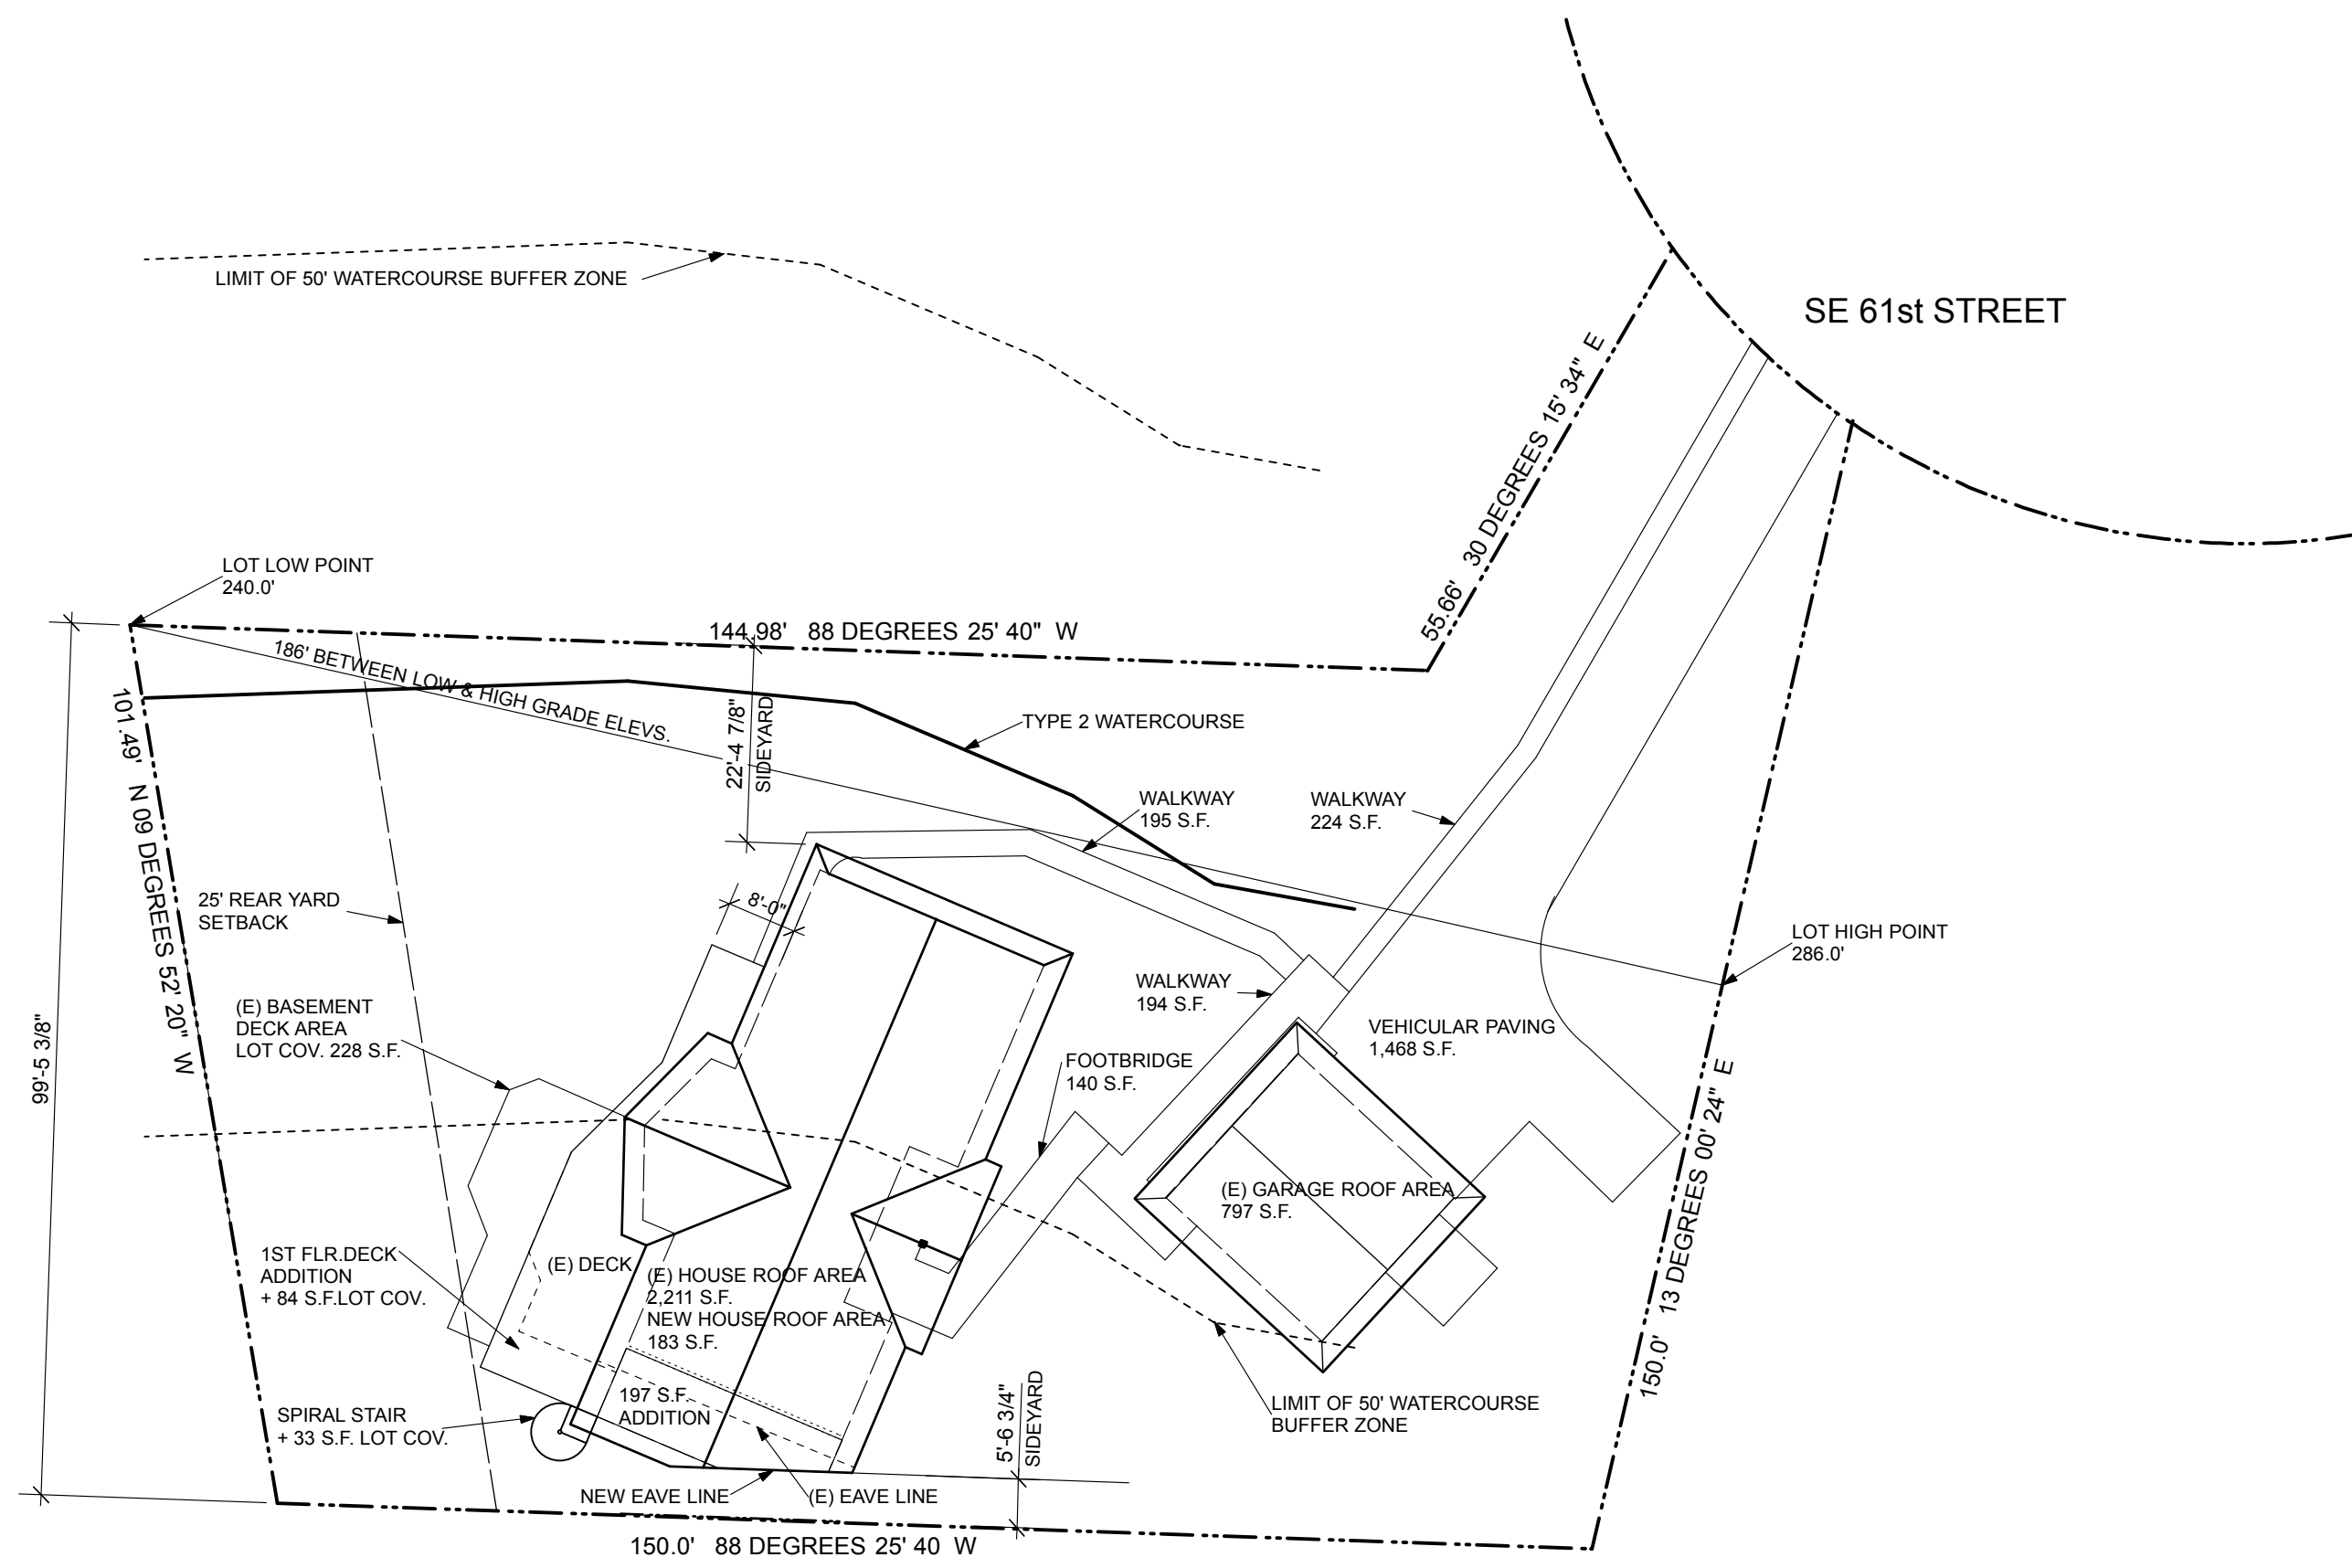 LIMIT OF 50' WATERCOURSE BUFFER ZONE
SE 61st STREET
55.66'   30 DEGREES 15' 34"  E
LOT LOW POINT
240.0'
144.98'   88 DEGREES 25' 40"  W
186' BETWEEN LOW & HIGH GRADE ELEVS.
101.49'   N 09 DEGREES 52' 20"  W
22'-4 7/8"
SIDEYARD
TYPE 2 WATERCOURSE
WALKWAY
195 S.F.
WALKWAY
224 S.F.
25' REAR YARD
SETBACK
8'-0"
LOT HIGH POINT
286.0'
WALKWAY
194 S.F.
(E) BASEMENT
DECK AREA
LOT COV. 228 S.F.
99'-5 3/8"
VEHICULAR PAVING
1,468 S.F.
FOOTBRIDGE
140 S.F.
(E) GARAGE ROOF AREA
797 S.F.
150.0'   13 DEGREES 00' 24"  E
1ST FLR.DECK
ADDITION
+ 84 S.F.LOT COV.
(E) DECK
(E) HOUSE ROOF AREA
2,211 S.F.
NEW HOUSE ROOF AREA
183 S.F.
197 S.F.
ADDITION
SPIRAL STAIR
+ 33 S.F. LOT COV.
5'-6 3/4"
SIDEYARD
LIMIT OF 50' WATERCOURSE
BUFFER ZONE
NEW EAVE LINE
(E) EAVE LINE
150.0'   88 DEGREES 25' 40  W